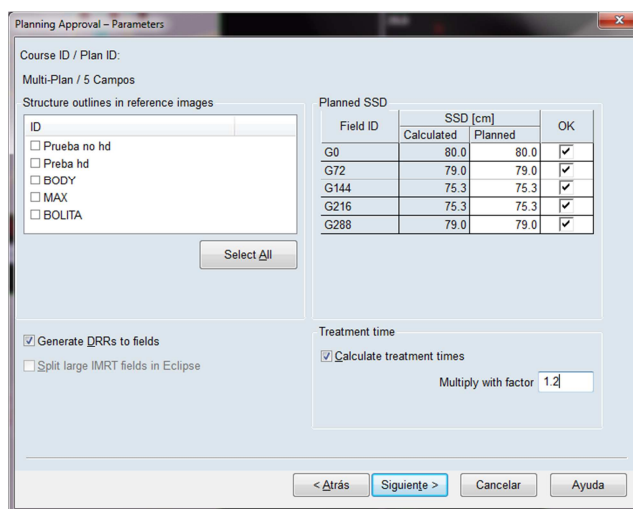 Planning Approval – Parameters
Course ID / Plan ID:
Multi-Plan / 5 Campos
Structure outlines in reference images
ID
Prueba no hd
Preba hd
BODY
MAX
BOLITA
Select All
Planned SSD
Field ID SSD [cm] OK
Calculated Planned
G0 80.0 80.0
G72 79.0 79.0
G144 75.3 75.3
G216 75.3 75.3
G288 79.0 79.0
Generate DRRs to fields
Split large IMRT fields in Eclipse
Treatment time
Calculate treatment times
Multiply with factor 1.2
< Atrás Siguiente > Cancelar Ayuda